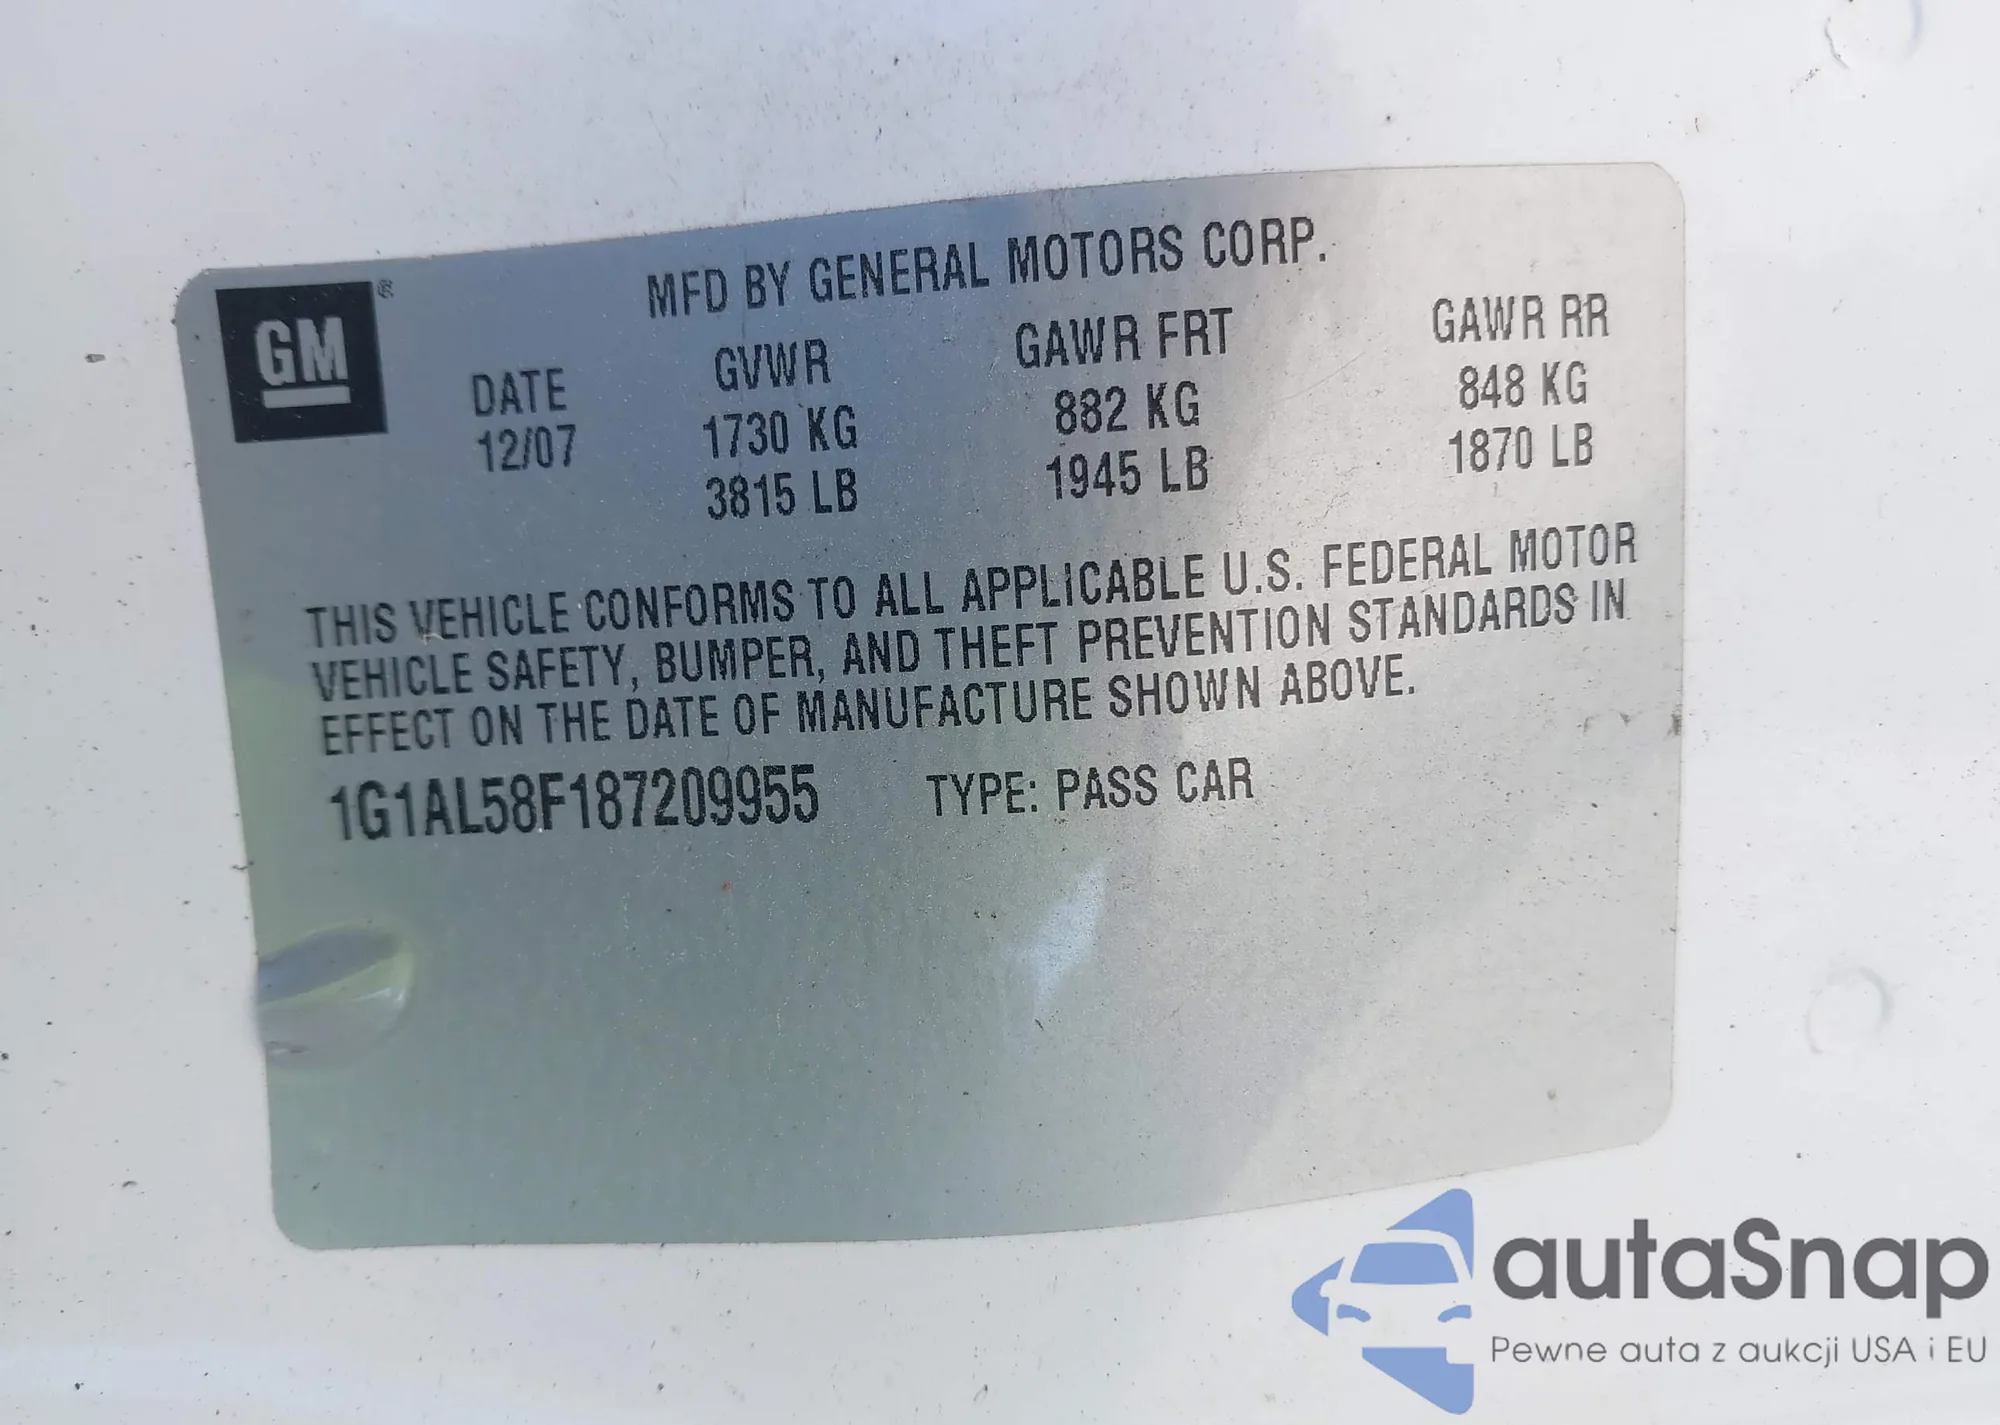 GM®
MFD BY GENERAL MOTORS CORP.
DATE GVWR GAWR FRT GAWR RR
12/07 1730 KG 882 KG 848 KG
3815 LB 1945 LB 1870 LB
THIS VEHICLE CONFORMS TO ALL APPLICABLE U.S. FEDERAL MOTOR
VEHICLE SAFETY, BUMPER, AND THEFT PREVENTION STANDARDS IN
EFFECT ON THE DATE OF MANUFACTURE SHOWN ABOVE.
1G1AL58F187209955 TYPE: PASS CAR
autaSnap
Pewne auta z aukcji USA i EU